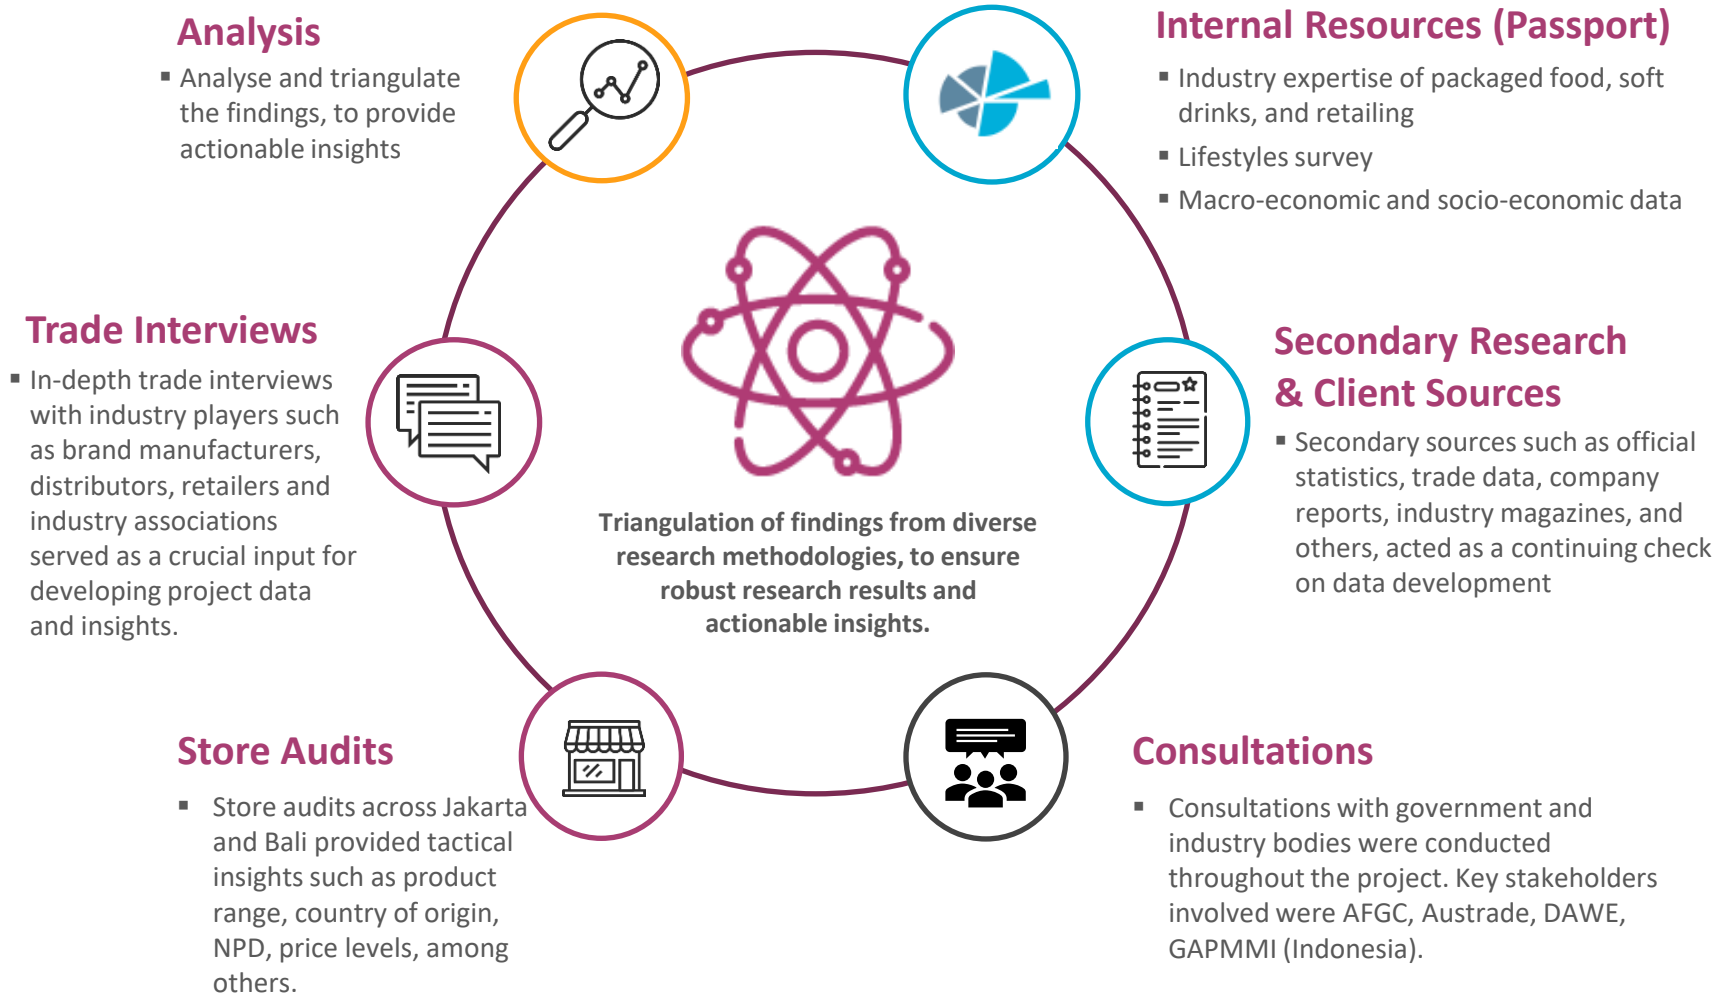 Analysis
▪ Analyse and triangulate
the findings, to provide
actionable insights
Internal Resources (Passport)
▪ Industry expertise of packaged food, soft
drinks, and retailing
▪ Lifestyles survey
▪ Macro-economic and socio-economic data
Trade Interviews
▪ In-depth trade interviews
with industry players such
as brand manufacturers,
distributors, retailers and
industry associations
served as a crucial input for
developing project data
and insights.
Secondary Research
& Client Sources
▪ Secondary sources such as official
statistics, trade data, company
reports, industry magazines, and
others, acted as a continuing check
on data development
Triangulation of findings from diverse
research methodologies, to ensure
robust research results and
actionable insights.
Store Audits
▪ Store audits across Jakarta
and Bali provided tactical
insights such as product
range, country of origin,
NPD, price levels, among
others.
Consultations
▪ Consultations with government and
industry bodies were conducted
throughout the project. Key stakeholders
involved were AFGC, Austrade, DAWE,
GAPMMI (Indonesia).